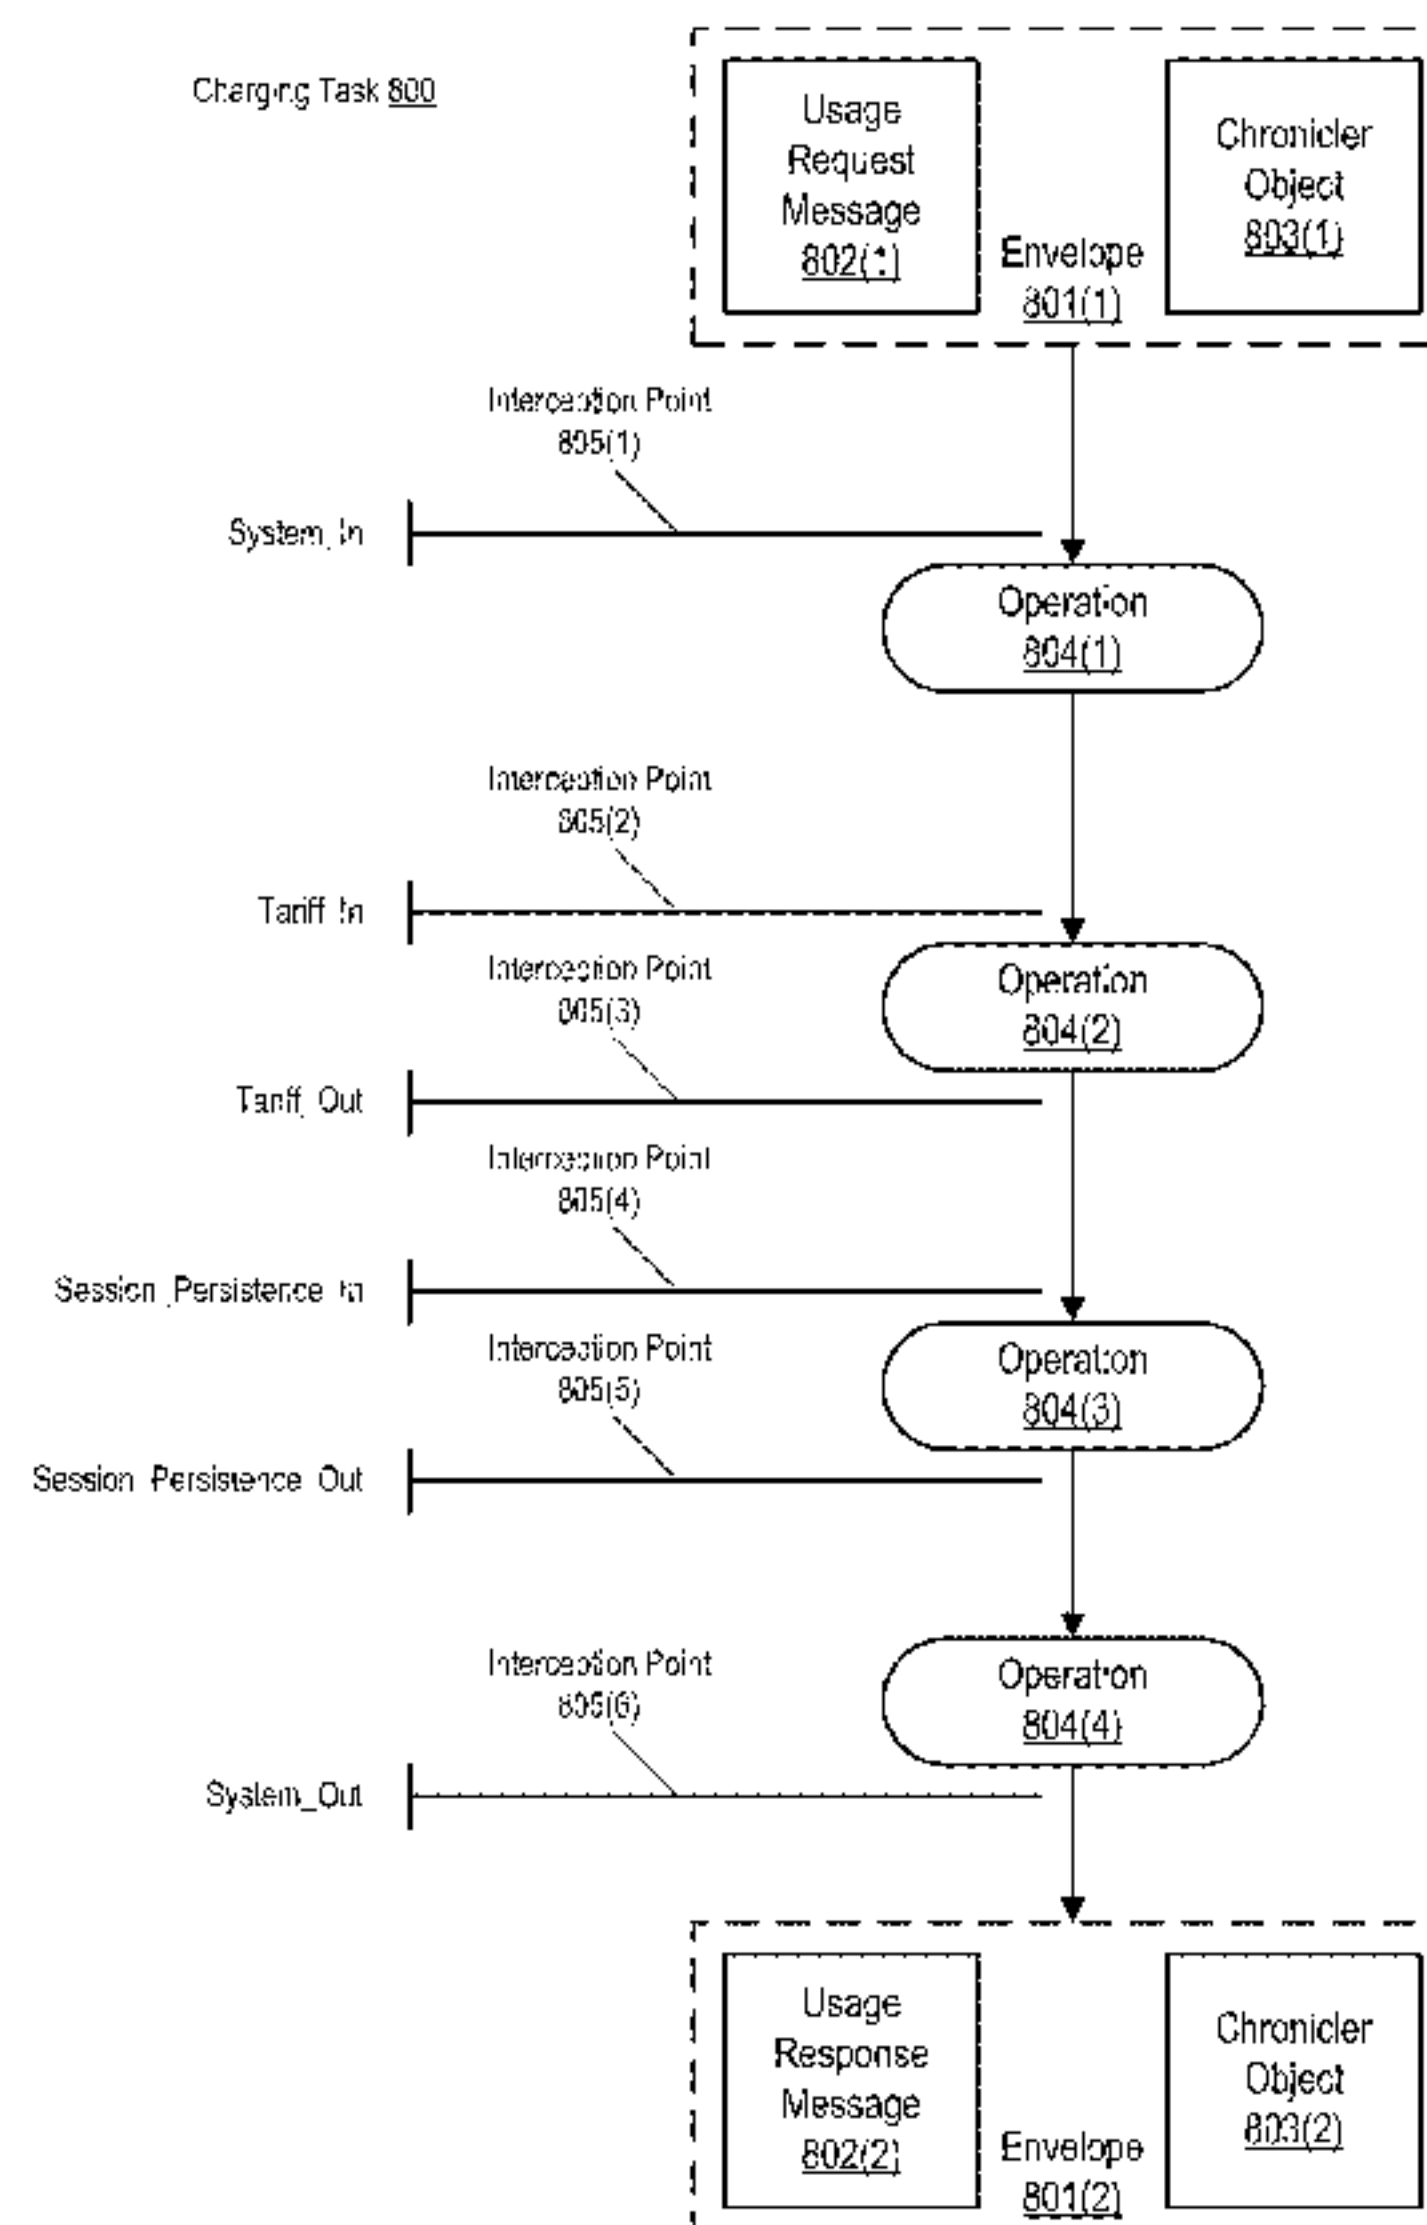 Charging Task 800
Usage
Request
Message
802(1)
Envelope
801(1)
Chronicler
Object
803(1)
Interception Point
805(1)
System_In
Operation
804(1)
Interception Point
805(2)
Tariff_In
Operation
804(2)
Interception Point
805(3)
Tariff_Out
Interception Point
805(4)
Session_Persistence_In
Operation
804(3)
Interception Point
805(5)
Session_Persistence_Out
Operation
804(4)
Interception Point
805(6)
System_Out
Usage
Response
Message
802(2)
Envelope
801(2)
Chronicler
Object
803(2)